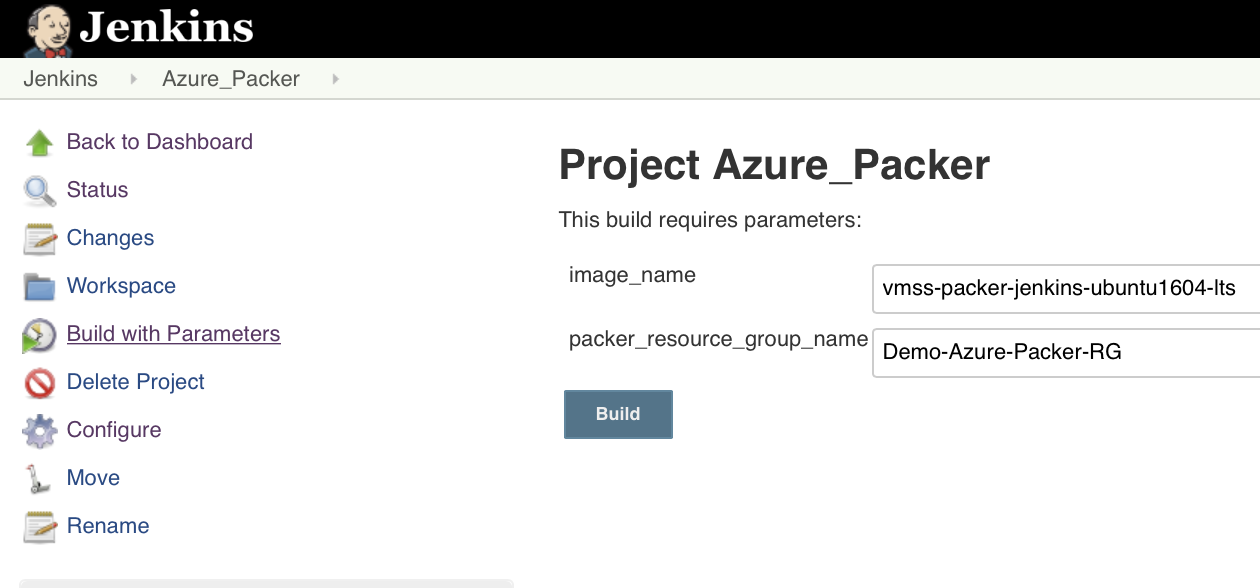 Jenkins
Jenkins
Azure_Packer
Back to Dashboard
Status
Changes
Workspace
Build with Parameters
Delete Project
Configure
Move
Rename
Project Azure_Packer
This build requires parameters:
image_name
vmss-packer-jenkins-ubuntu1604-lts
packer_resource_group_name
Demo-Azure-Packer-RG
Build